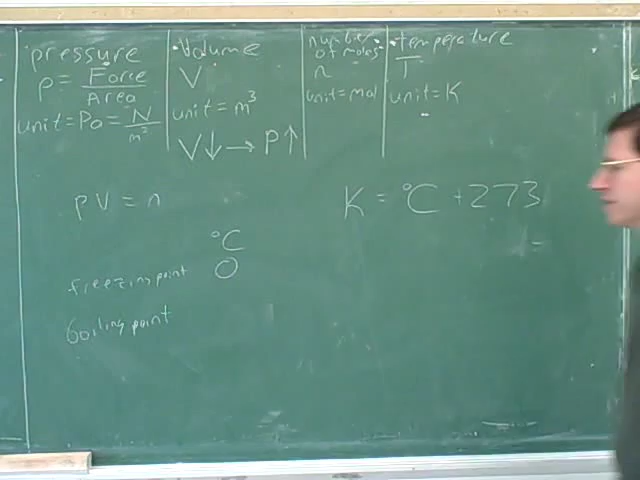 pressure
p = Force
Area
unit = Pa = N
m²
Volume
V
unit = m³
V↓ → P↑
number
of moles
n
unit = mol
temperature
T
unit = K
PV = n
K = °C + 273
°C
freezing point 0
boiling point